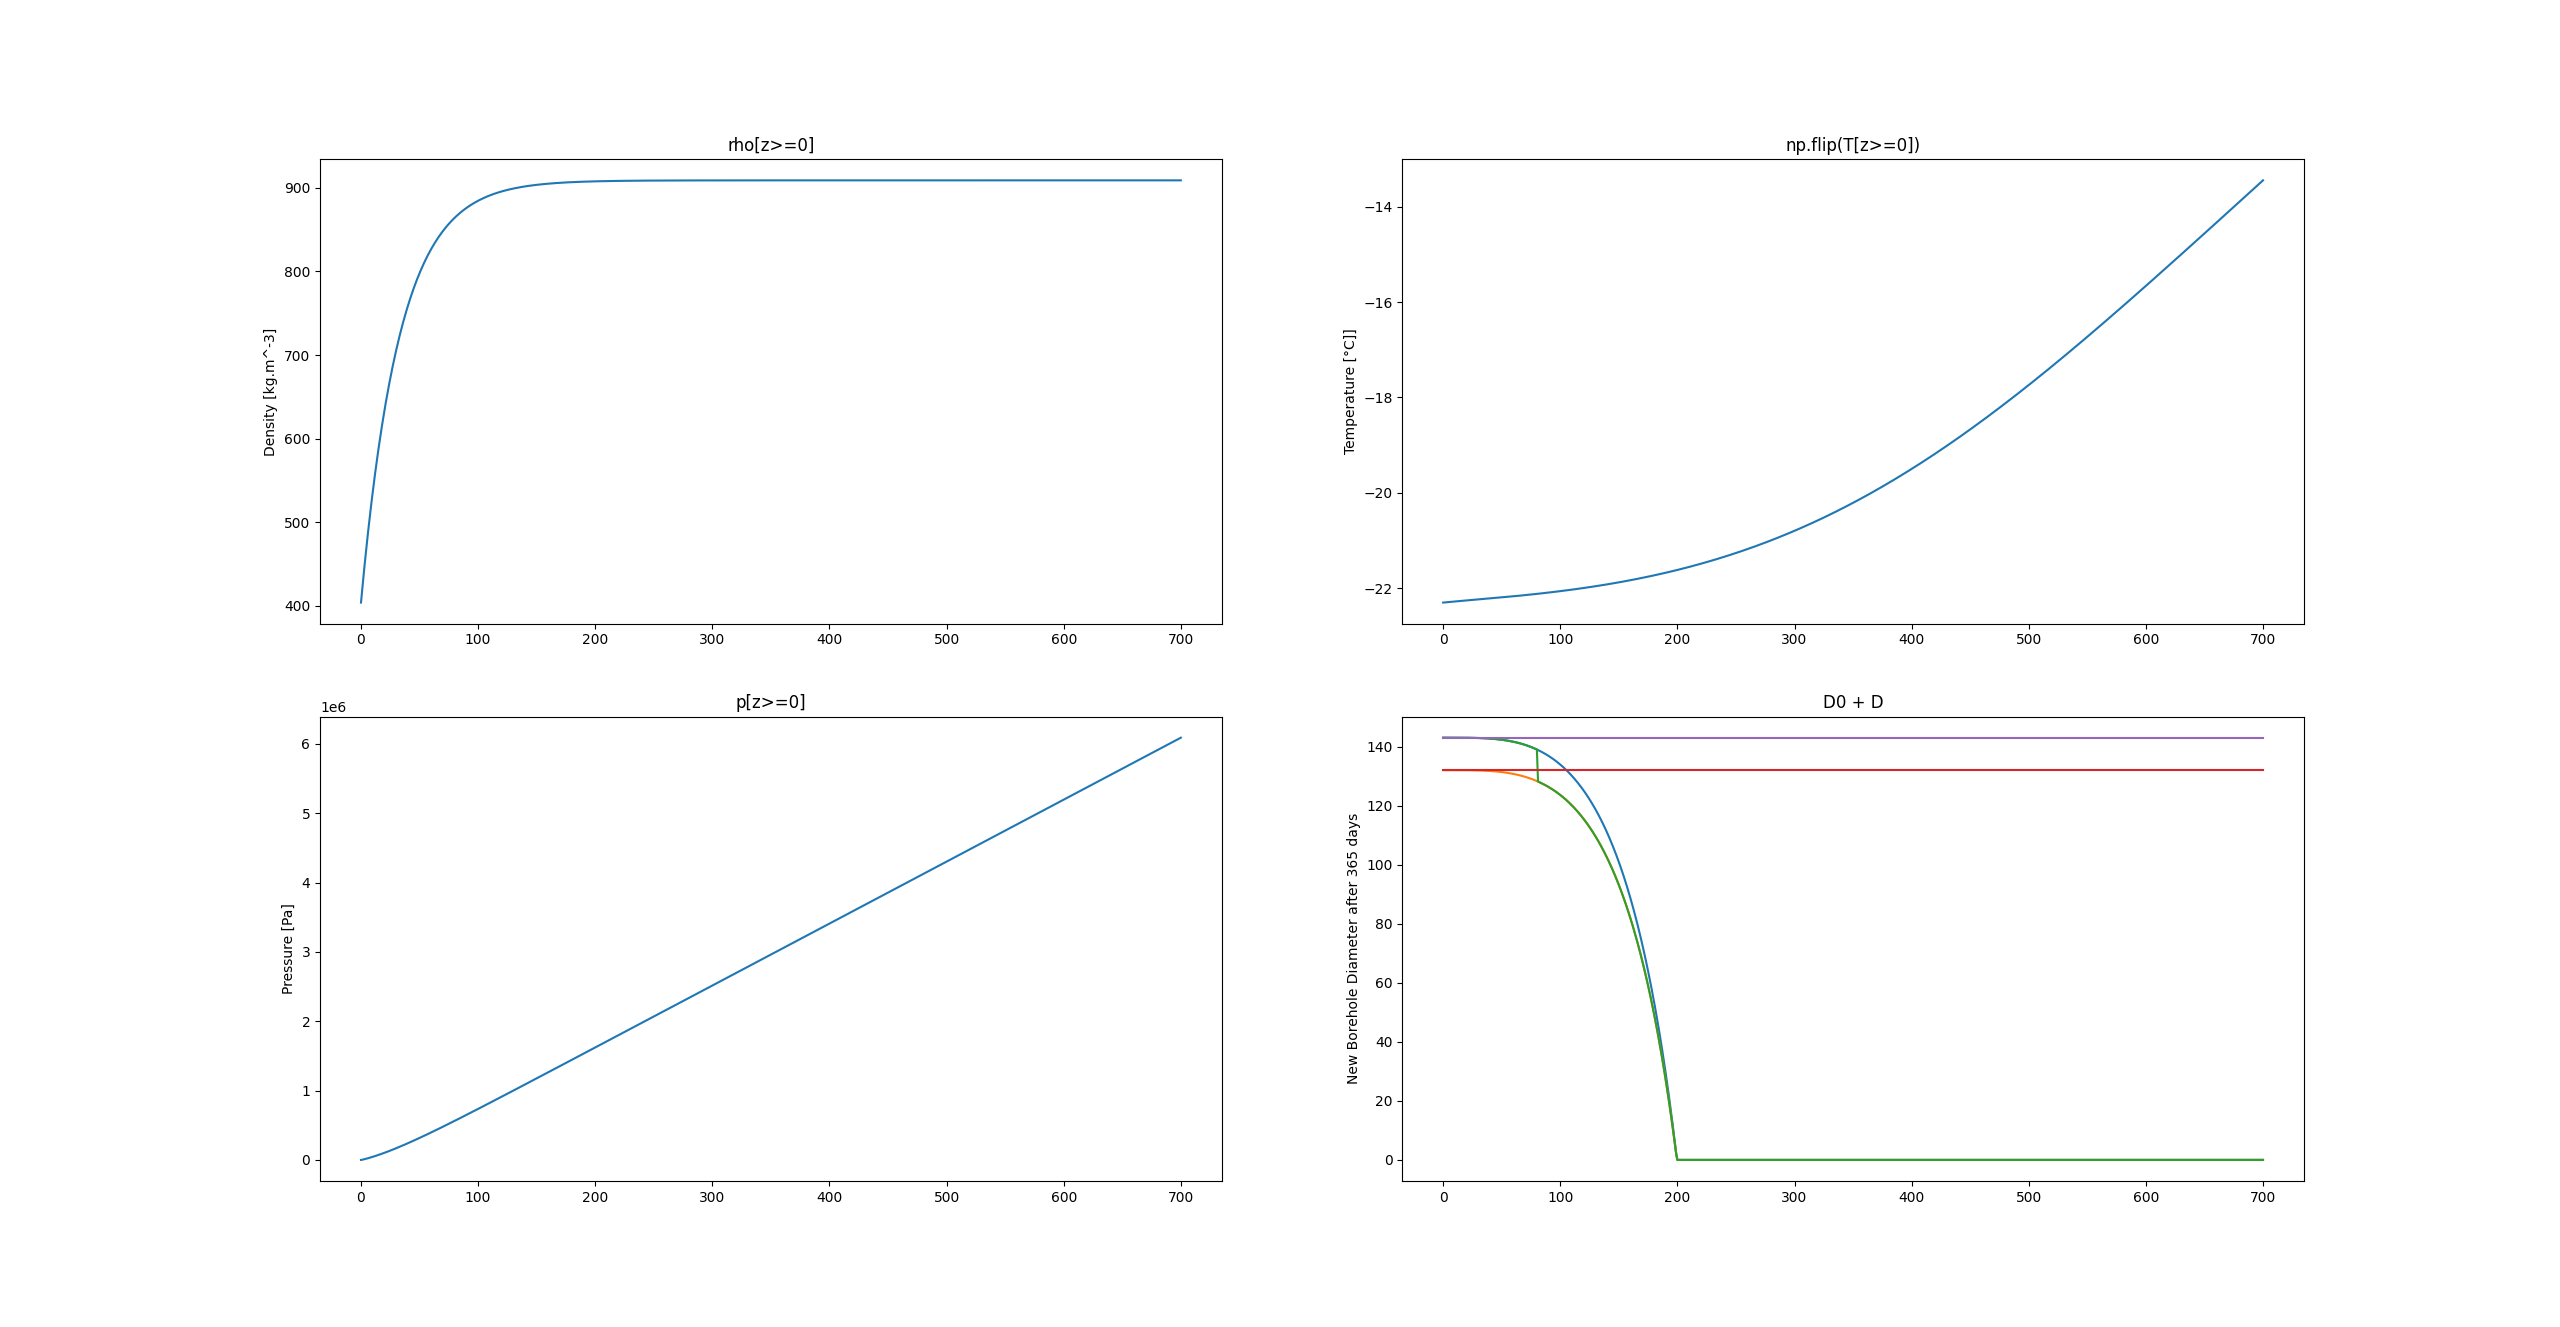 rho[z>=0]
Density [kg.m^-3]
900
800
700
600
500
400
0 100 200 300 400 500 600 700
np.flip(T[z>=0])
Temperature [°C]]
−14
−16
−18
−20
−22
0 100 200 300 400 500 600 700
p[z>=0]
1e6
Pressure [Pa]
6
5
4
3
2
1
0
0 100 200 300 400 500 600 700
D0 + D
New Borehole Diameter after 365 days
140
120
100
80
60
40
20
0
0 100 200 300 400 500 600 700